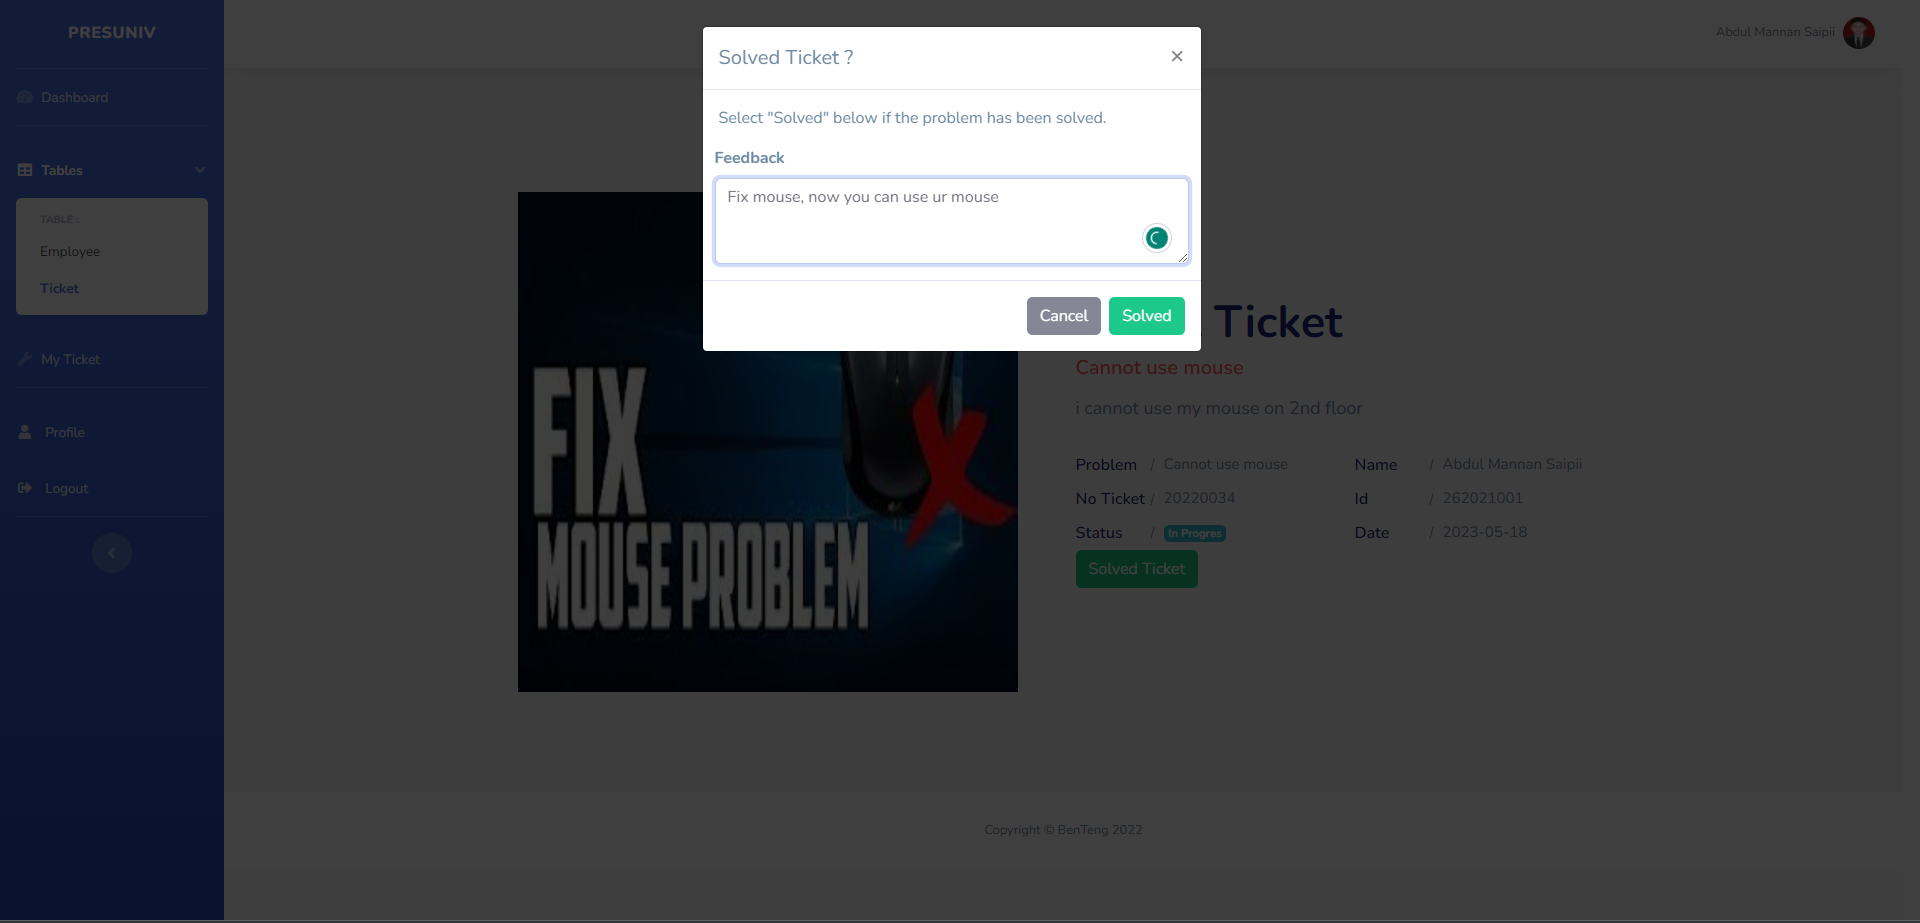 PRESUNIV
Dashboard
Tables
TABLE :
Employee
Ticket
My Ticket
Profile
Logout
Abdul Mannan Saipii
Solved Ticket ?
×
Select "Solved" below if the problem has been solved.
Feedback
Fix mouse, now you can use ur mouse
Cancel
Solved
FIX
MOUSE PROBLEM
Ticket
Cannot use mouse
i cannot use my mouse on 2nd floor
Problem / Cannot use mouse Name / Abdul Mannan Saipii
No Ticket / 20220034 Id / 262021001
Status / In Progres Date / 2023-05-18
Solved Ticket
Copyright © BenTeng 2022